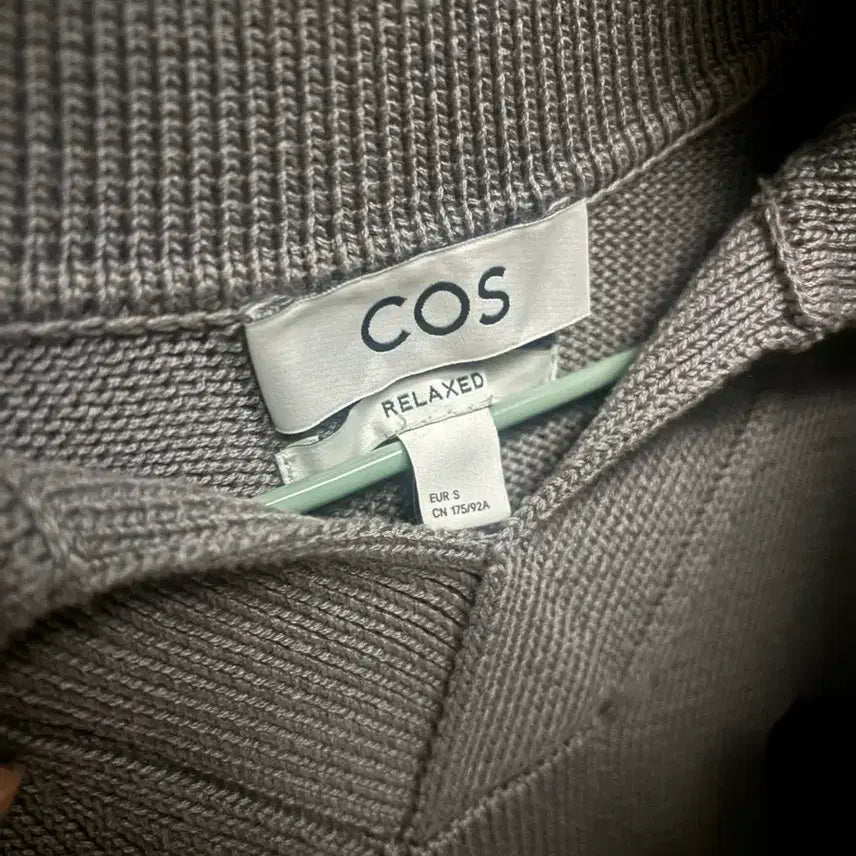 COS
RELAXED
EUR S
CN 175/92A